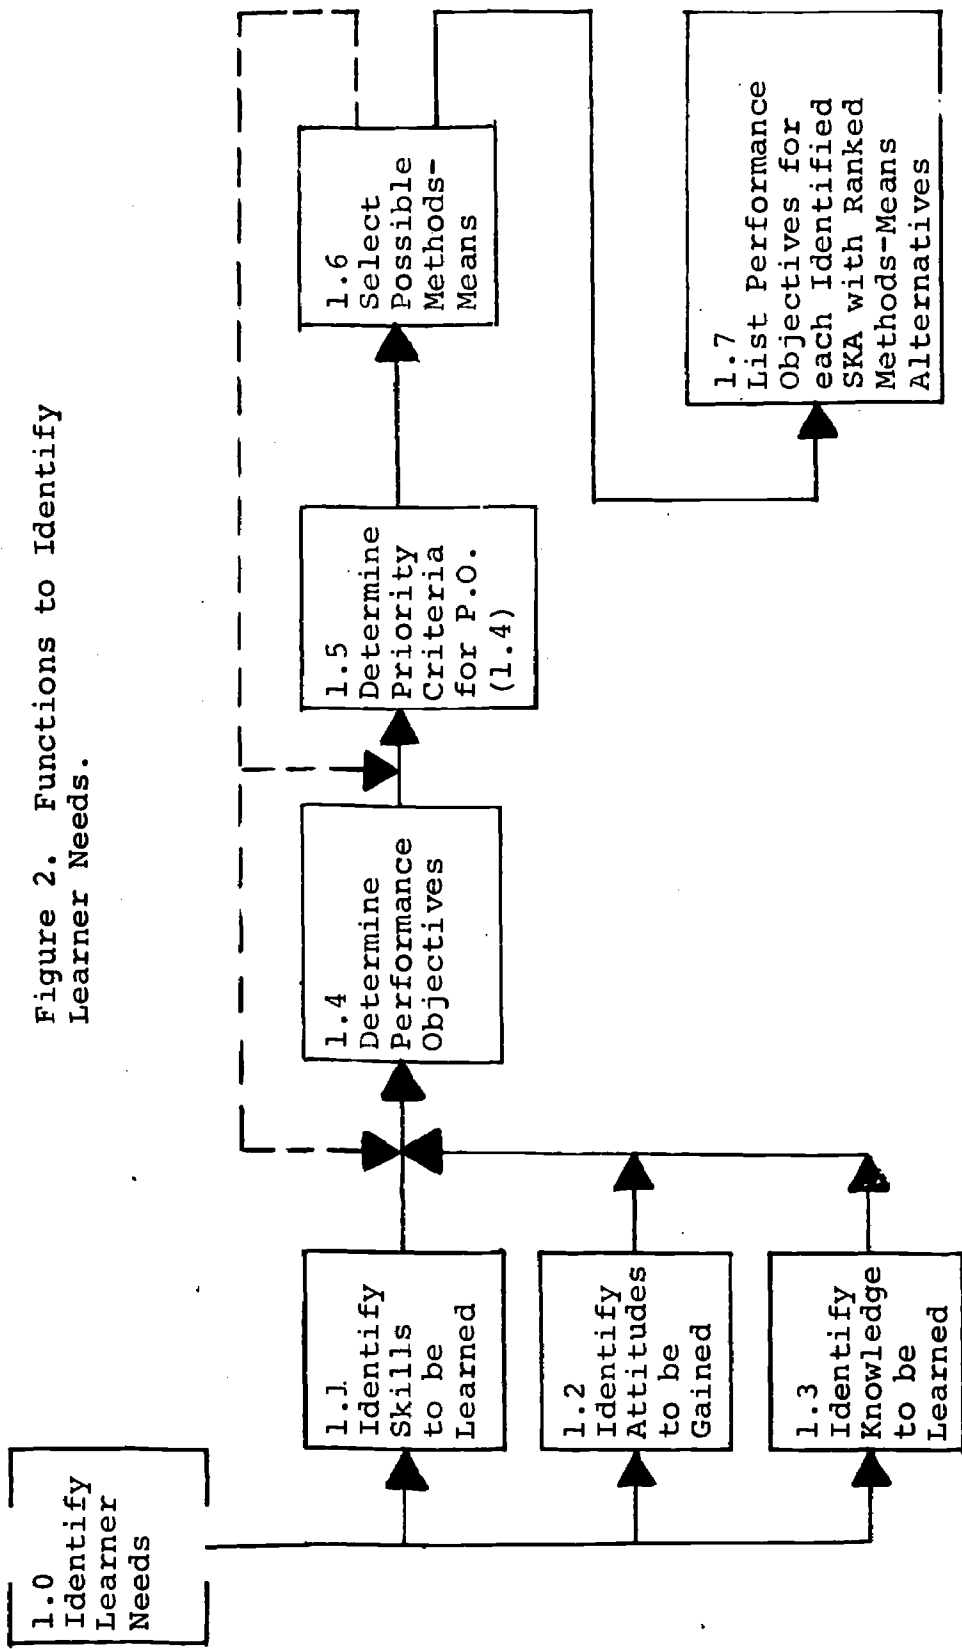 Figure 2. Functions to Identify
Learner Needs.
1.0
Identify
Learner
Needs
1.1
Identify
Skills
to be
Learned
1.2
Identify
Attitudes
to be
Gained
1.3
Identify
Knowledge
to be
Learned
1.4
Determine
Performance
Objectives
1.5
Determine
Priority
Criteria
for P.O.
(1.4)
1.6
Select
Possible
Methods-
Means
1.7
List Performance
Objectives for
each Identified
SKA with Ranked
Methods-Means
Alternatives